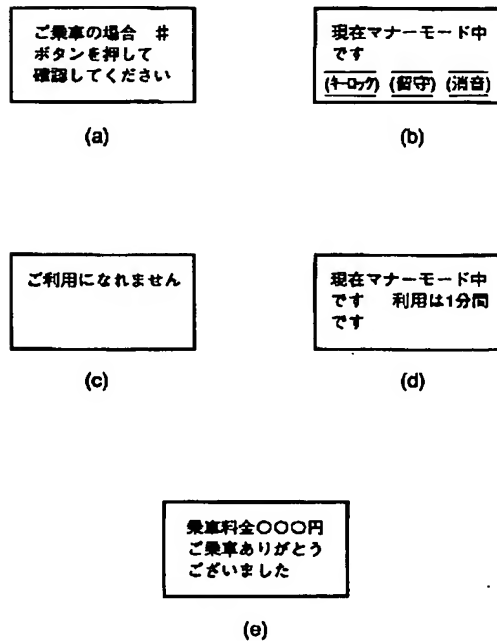 ご乗車の場合 #
ボタンを押して
確認してください
(a)
現在マナーモード中
です
(キーロック) (留守) (消音)
(b)
ご利用になれません
(c)
現在マナーモード中
です 利用は1分間
です
(d)
乗車料金○○○円
ご乗車ありがとう
ございました
(e)